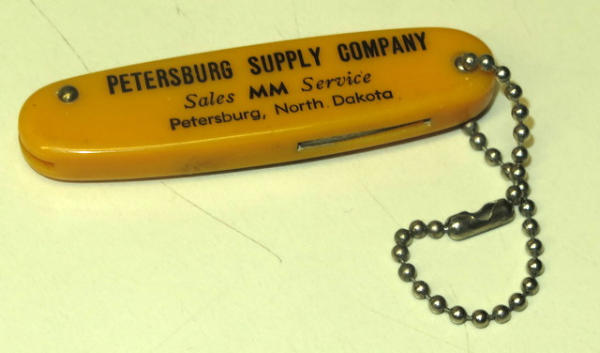 PETERSBURG SUPPLY COMPANY
Sales MM Service
Petersburg, North Dakota